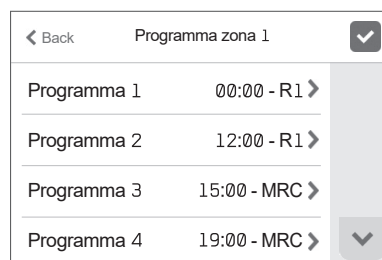 Back Programma zona 1
Programma 1 00:00 - R1
Programma 2 12:00 - R1
Programma 3 15:00 - MRC
Programma 4 19:00 - MRC